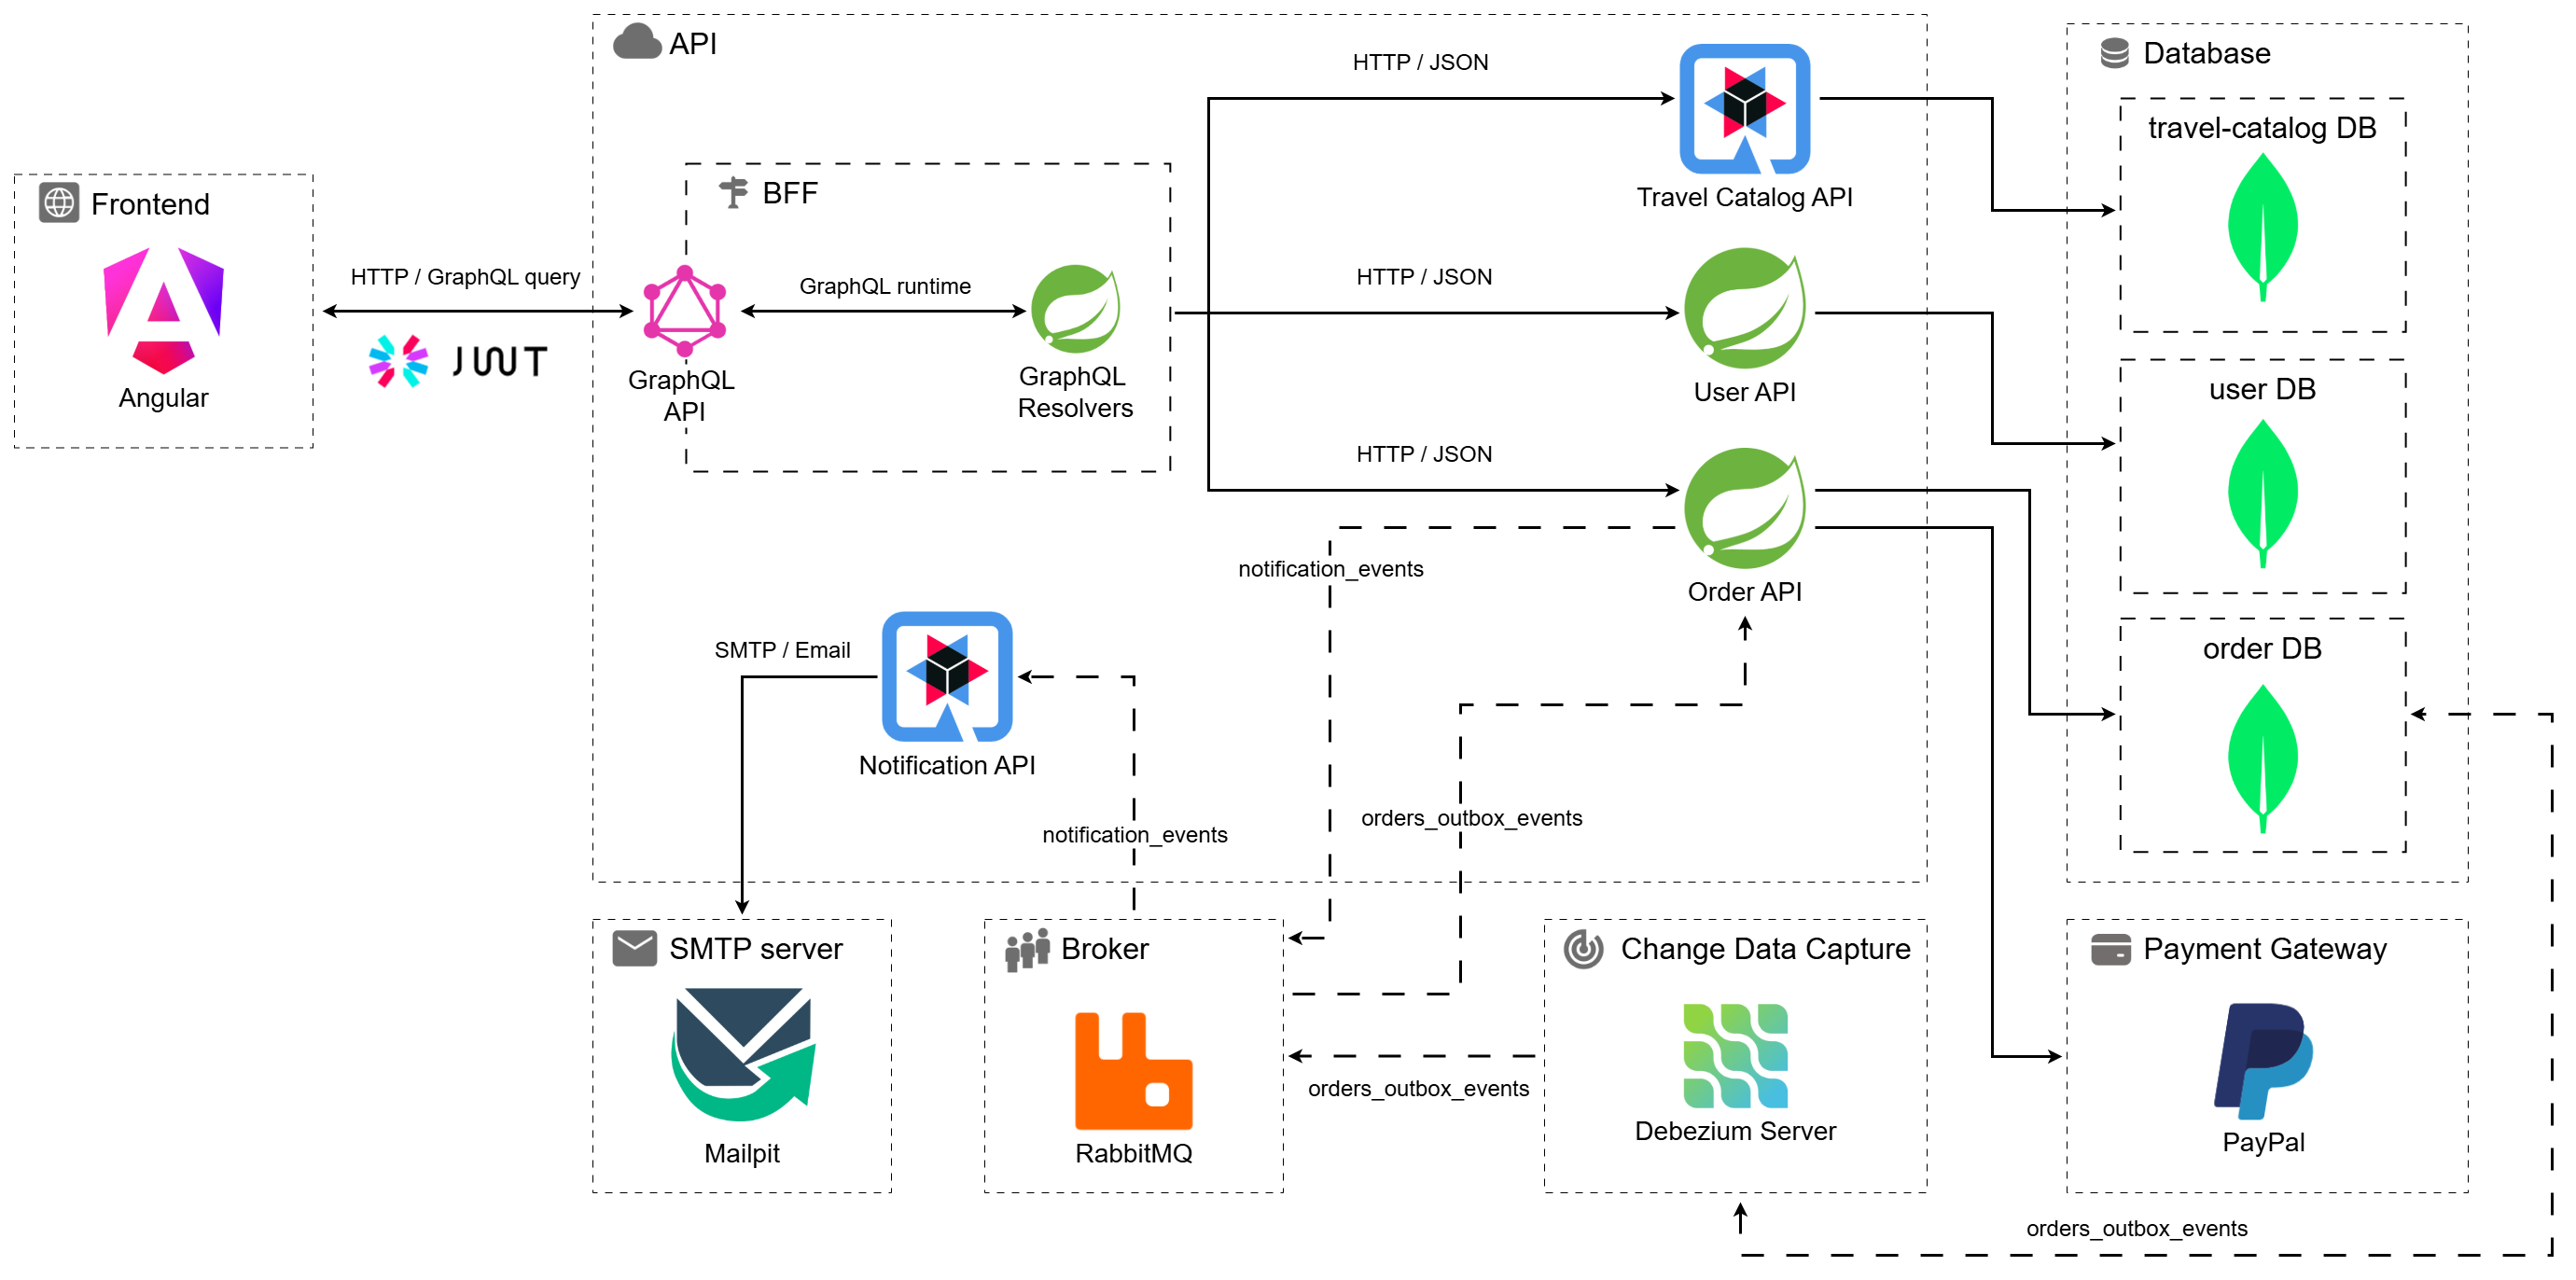 API
Database
HTTP / JSON
travel-catalog DB
Travel Catalog API
Frontend
BFF
HTTP / GraphQL query
GraphQL runtime
HTTP / JSON
JWT
Angular
GraphQL
API
GraphQL
Resolvers
User API
user DB
HTTP / JSON
notification_events
Order API
order DB
SMTP / Email
Notification API
notification_events
orders_outbox_events
SMTP server
Broker
Change Data Capture
Payment Gateway
orders_outbox_events
Mailpit
RabbitMQ
Debezium Server
PayPal
orders_outbox_events